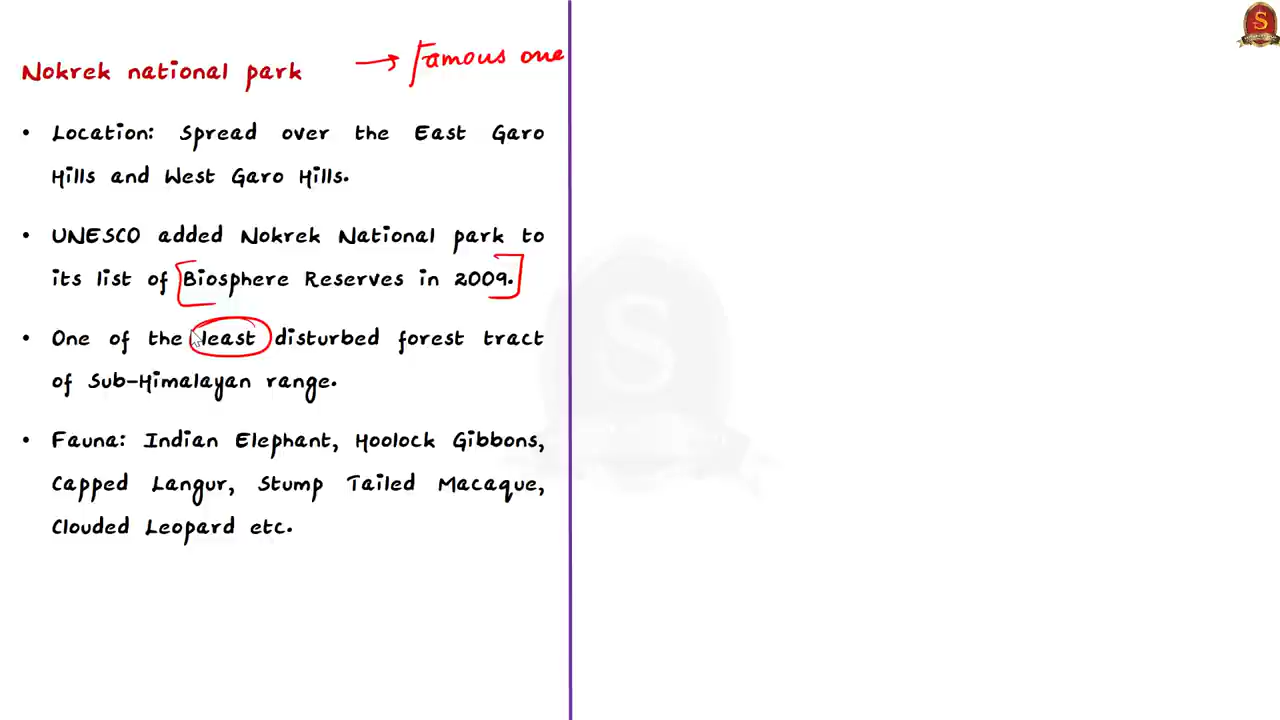 Nokrek national park → Famous one
• Location: Spread over the East Garo
Hills and West Garo Hills.
• UNESCO added Nokrek National park to
its list of [Biosphere Reserves in 2009.]
• One of the least disturbed forest tract
of Sub-Himalayan range.
• Fauna: Indian Elephant, Hoolock Gibbons,
Capped Langur, Stump Tailed Macaque,
Clouded Leopard etc.
S
S